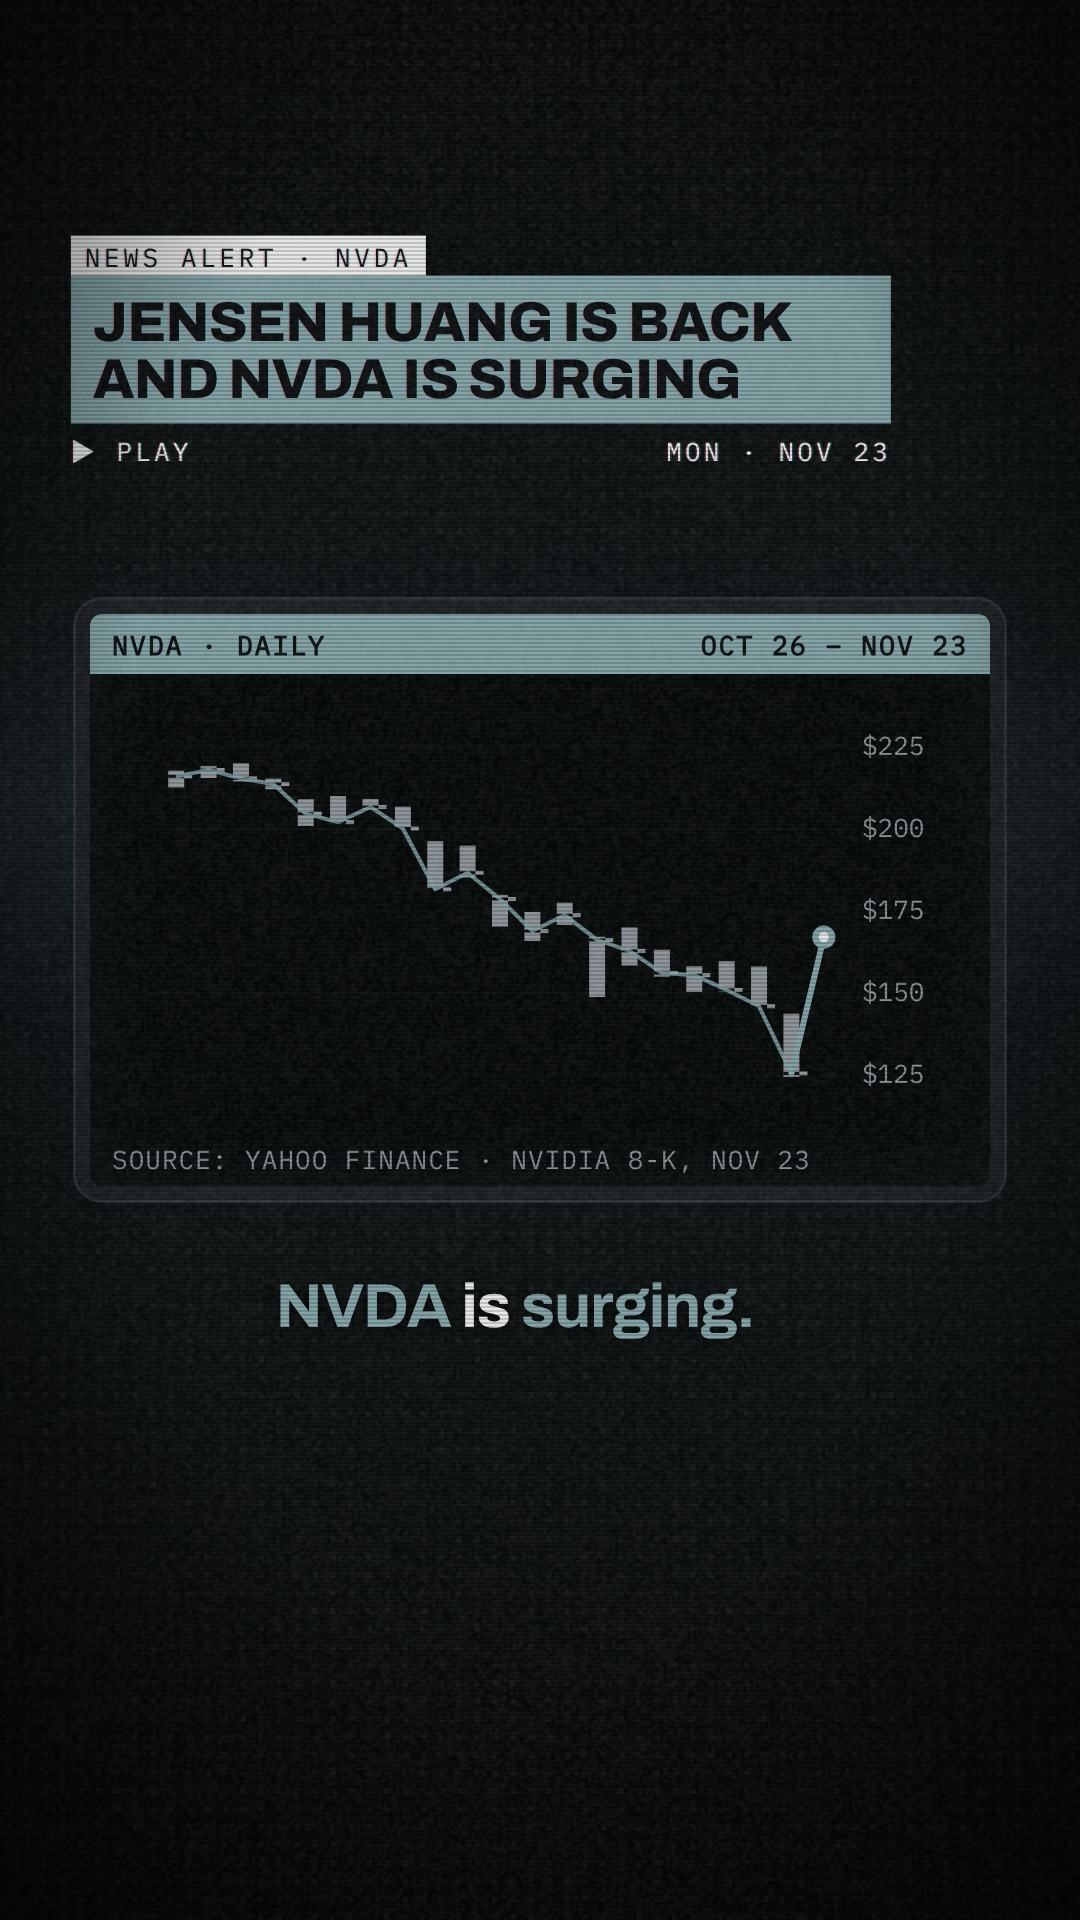 NEWS ALERT · NVDA
JENSEN HUANG IS BACK
AND NVDA IS SURGING
▶ PLAY
MON · NOV 23
NVDA · DAILY
OCT 26 – NOV 23
$225
$200
$175
$150
$125
SOURCE: YAHOO FINANCE · NVIDIA 8-K, NOV 23
NVDA is surging.